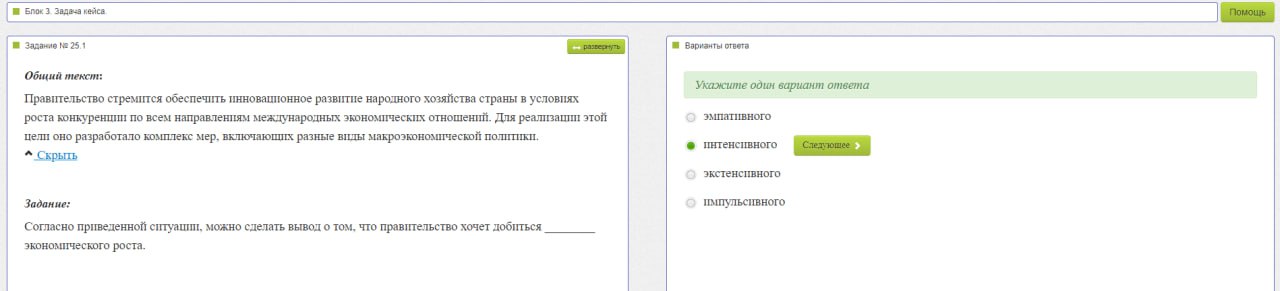 Блок 3. Задача кейса.
Помощь
Задание № 25.1
развернуть
Общий текст:
Правительство стремится обеспечить инновационное развитие народного хозяйства страны в условиях
роста конкуренции по всем направлениям международных экономических отношений. Для реализации этой
цели оно разработало комплекс мер, включающих разные виды макроэкономической политики.
Скрыть
Задание:
Согласно приведенной ситуации, можно сделать вывод о том, что правительство хочет добиться ________
экономического роста.
Варианты ответа
Укажите один вариант ответа
эмпативного
интенсивного
Следующее
экстенсивного
импульсивного